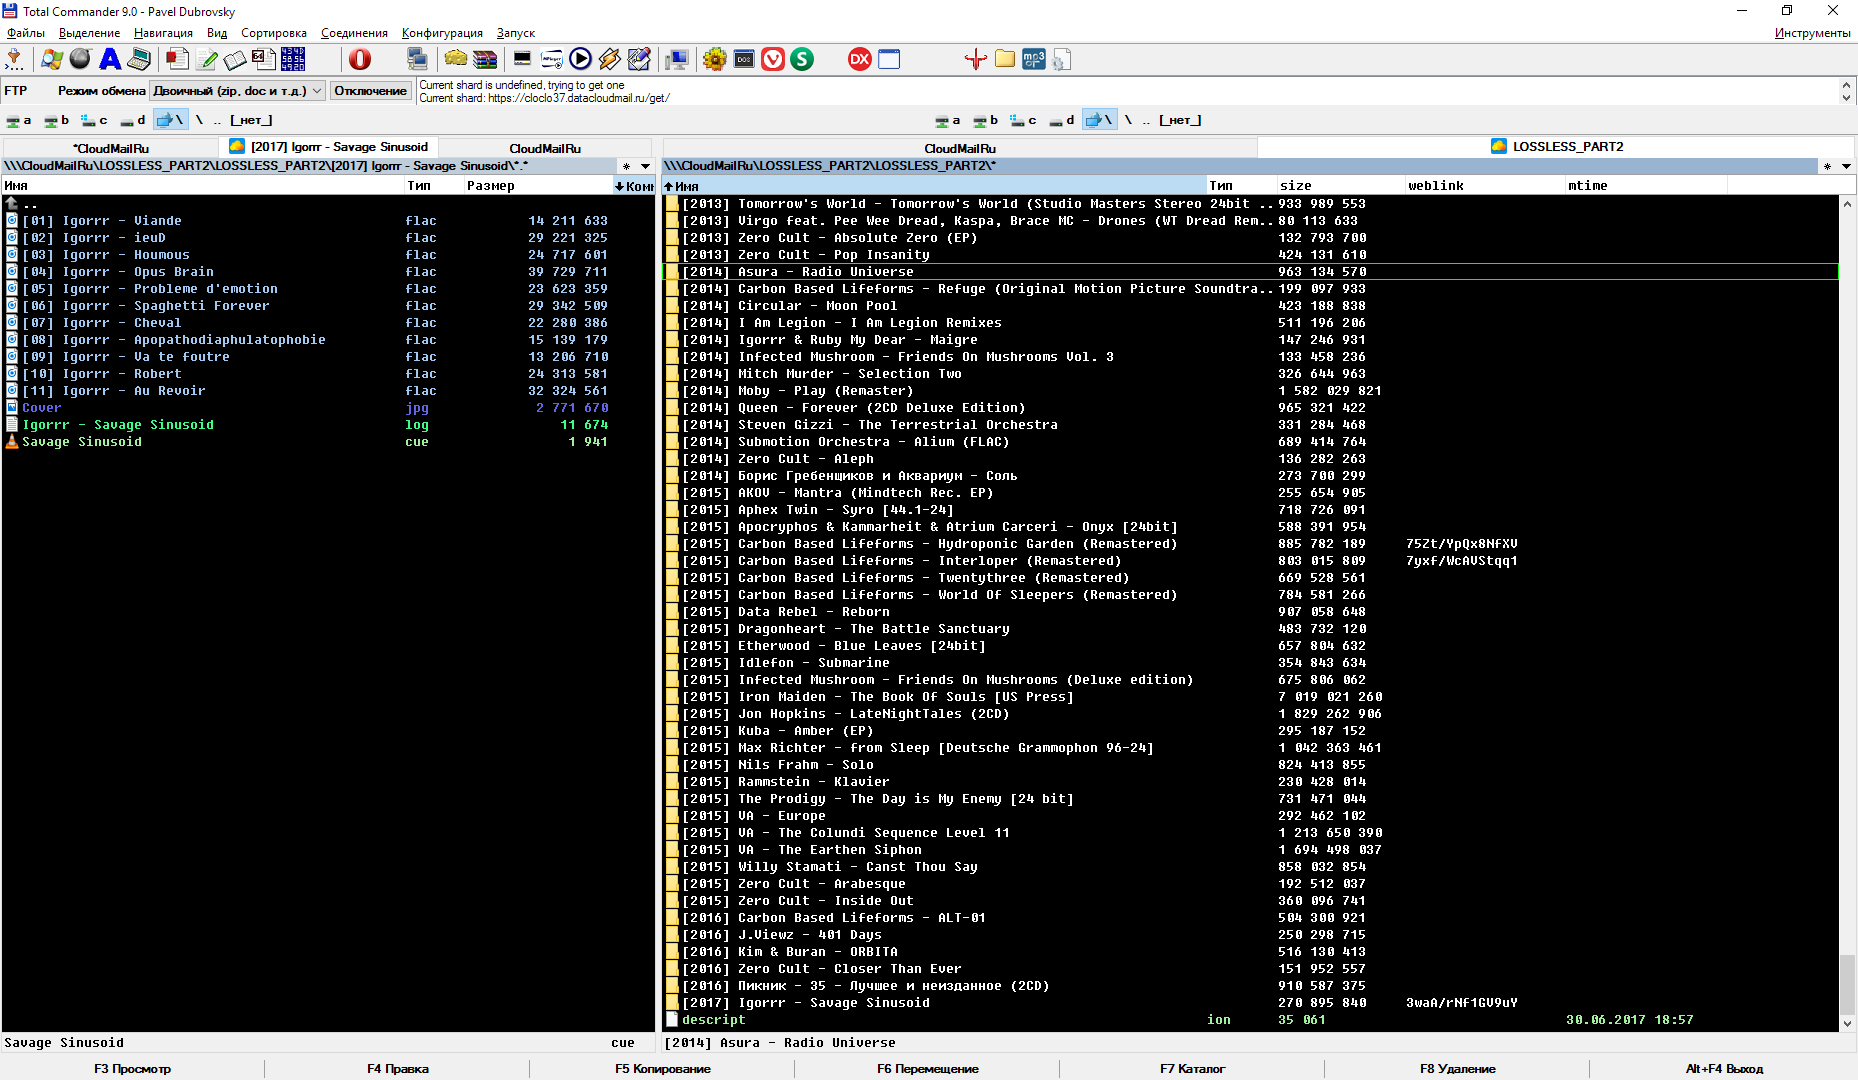 Total Commander 9.0 - Pavel Dubrovsky
Файлы Выделение Навигация Вид Сортировка Соединения Конфигурация Запуск Инструменты
FTP Режим обмена Двоичный (zip, doc и т.д.) Отключение
Current shard is undefined, trying to get one
Current shard: https://cloclo37.datacloudmail.ru/get/
a b c d \ \ .. [_нет_]
a b c d \ \ .. [_нет_]
*CloudMailRu [2017] Igorrr - Savage Sinusoid CloudMailRu
CloudMailRu LOSSLESS_PART2
\\\CloudMailRu\LOSSLESS_PART2\LOSSLESS_PART2\[2017] Igorrr - Savage Sinusoid\*.*
Имя Тип Размер Комм
..
[01] Igorrr - Viande flac 14 211 633
[02] Igorrr - ieuD flac 29 221 325
[03] Igorrr - Houmous flac 24 717 601
[04] Igorrr - Opus Brain flac 39 729 711
[05] Igorrr - Probleme d'emotion flac 23 623 359
[06] Igorrr - Spaghetti Forever flac 29 342 509
[07] Igorrr - Cheval flac 22 280 386
[08] Igorrr - Apopathodiaphulatophobie flac 15 139 179
[09] Igorrr - Va te foutre flac 13 206 710
[10] Igorrr - Robert flac 24 313 581
[11] Igorrr - Au Revoir flac 32 324 561
Cover jpg 2 771 670
Igorrr - Savage Sinusoid log 11 674
Savage Sinusoid cue 1 941
Savage Sinusoid cue
\\\CloudMailRu\LOSSLESS_PART2\LOSSLESS_PART2\*
Имя Тип size weblink mtime
[2013] Tomorrow's World - Tomorrow's World (Studio Masters Stereo 24bit .. 933 989 553
[2013] Virgo feat. Pee Wee Dread, Kaspa, Brace MC - Drones (WT Dread Rem.. 80 113 633
[2013] Zero Cult - Absolute Zero (EP) 132 793 700
[2013] Zero Cult - Pop Insanity 424 131 610
[2014] Asura - Radio Universe 963 134 570
[2014] Carbon Based Lifeforms - Refuge (Original Motion Picture Soundtra.. 199 097 933
[2014] Circular - Moon Pool 423 188 838
[2014] I Am Legion - I Am Legion Remixes 511 196 206
[2014] Igorrr & Ruby My Dear - Maigre 147 246 931
[2014] Infected Mushroom - Friends On Mushrooms Vol. 3 133 458 236
[2014] Mitch Murder - Selection Two 326 644 963
[2014] Moby - Play (Remaster) 1 582 029 821
[2014] Queen - Forever (2CD Deluxe Edition) 965 321 422
[2014] Steven Gizzi - The Terrestrial Orchestra 331 284 468
[2014] Submotion Orchestra - Alium (FLAC) 689 414 764
[2014] Zero Cult - Aleph 136 282 263
[2014] Борис Гребенщиков и Аквариум - Соль 273 700 299
[2015] AKOV - Mantra (Mindtech Rec. EP) 255 654 905
[2015] Aphex Twin - Syro [44.1-24] 718 726 091
[2015] Apocryphos & Kammarheit & Atrium Carceri - Onyx [24bit] 588 391 954
[2015] Carbon Based Lifeforms - Hydroponic Garden (Remastered) 885 782 189 75Zt/YpQx8NfXV
[2015] Carbon Based Lifeforms - Interloper (Remastered) 803 015 809 7yxf/WcAVStqq1
[2015] Carbon Based Lifeforms - Twentythree (Remastered) 669 528 561
[2015] Carbon Based Lifeforms - World Of Sleepers (Remastered) 784 581 266
[2015] Data Rebel - Reborn 907 058 648
[2015] Dragonheart - The Battle Sanctuary 483 732 120
[2015] Etherwood - Blue Leaves [24bit] 657 804 632
[2015] Idlefon - Submarine 354 843 634
[2015] Infected Mushroom - Friends On Mushrooms (Deluxe edition) 675 806 062
[2015] Iron Maiden - The Book Of Souls [US Press] 7 019 021 260
[2015] Jon Hopkins - LateNightTales (2CD) 1 829 262 906
[2015] Kuba - Amber (EP) 295 187 152
[2015] Max Richter - from Sleep [Deutsche Grammophon 96-24] 1 042 363 461
[2015] Nils Frahm - Solo 824 413 855
[2015] Rammstein - Klavier 230 428 014
[2015] The Prodigy - The Day is My Enemy [24 bit] 731 471 044
[2015] VA - Europe 292 462 102
[2015] VA - The Colundi Sequence Level 11 1 213 650 390
[2015] VA - The Earthen Siphon 1 694 498 037
[2015] Willy Stamati - Canst Thou Say 858 032 854
[2015] Zero Cult - Arabesque 192 512 037
[2015] Zero Cult - Inside Out 360 096 741
[2016] Carbon Based Lifeforms - ALT-01 504 300 921
[2016] J.Viewz - 401 Days 250 298 715
[2016] Kim & Buran - ORBITA 516 130 413
[2016] Zero Cult - Closer Than Ever 151 952 557
[2016] Пикник - 35 - Лучшее и неизданное (2CD) 910 587 375
[2017] Igorrr - Savage Sinusoid 270 895 840 3waA/rNf1GV9uY
descript ion 35 061 30.06.2017 18:57
[2014] Asura - Radio Universe
F3 Просмотр F4 Правка F5 Копирование F6 Перемещение F7 Каталог F8 Удаление Alt+F4 Выход